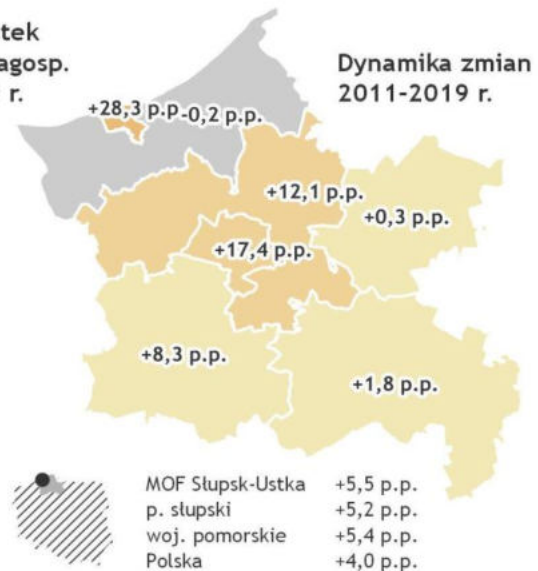 tek
agosp.
r.
Dynamika zmian
2011-2019 r.
+28,3 p.p.
-0,2 p.p.
+12,1 p.p.
+0,3 p.p.
+17,4 p.p.
+8,3 p.p.
+1,8 p.p.
MOF Słupsk-Ustka +5,5 p.p.
p. słupski +5,2 p.p.
woj. pomorskie +5,4 p.p.
Polska +4,0 p.p.